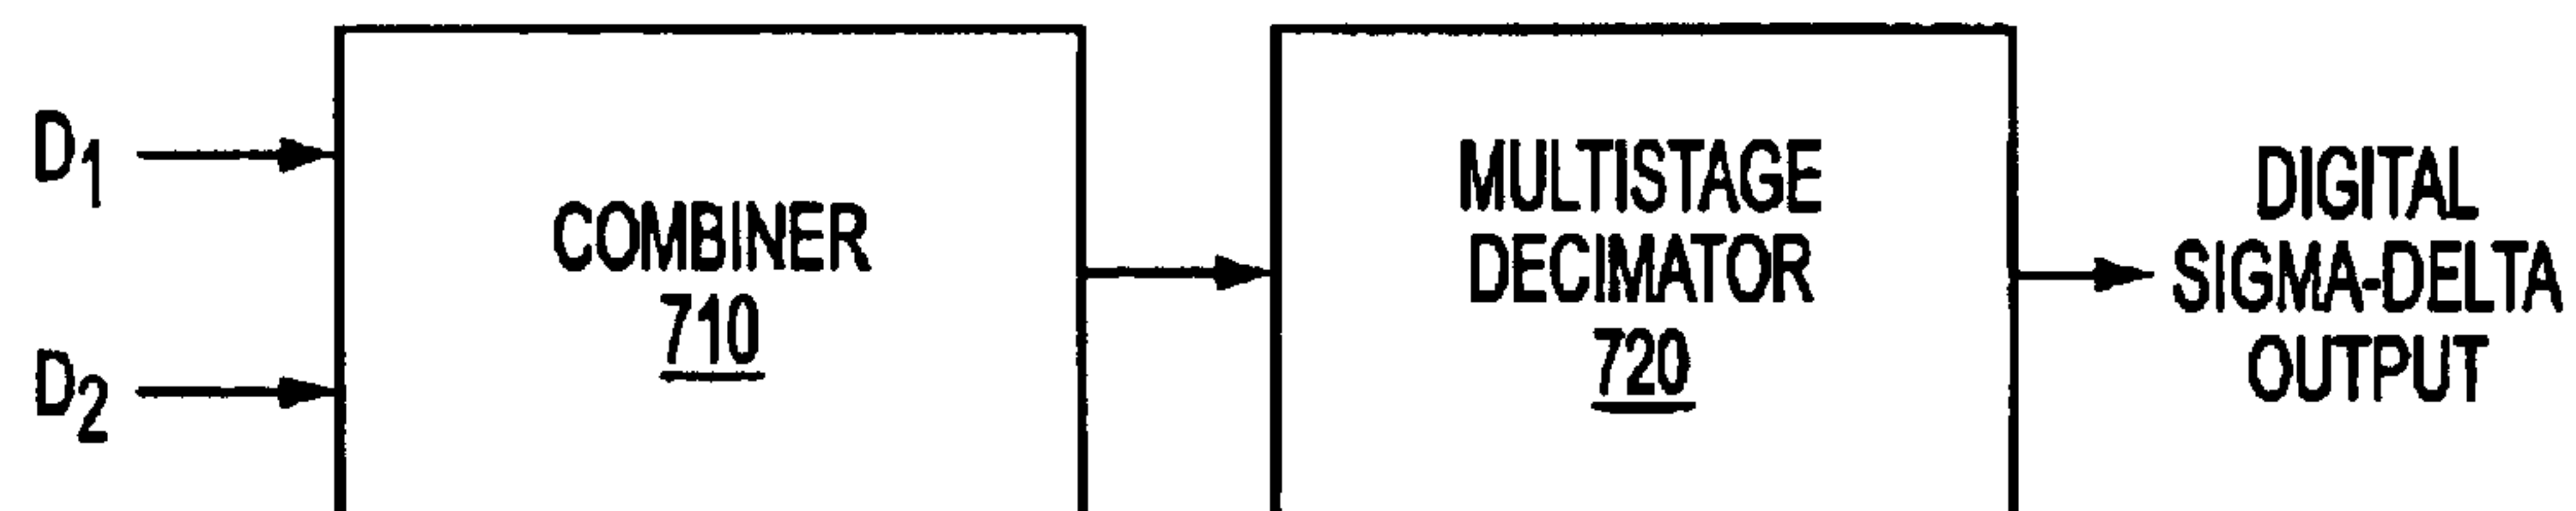 D1
D2
COMBINER
710
MULTISTAGE
DECIMATOR
720
DIGITAL
SIGMA-DELTA
OUTPUT